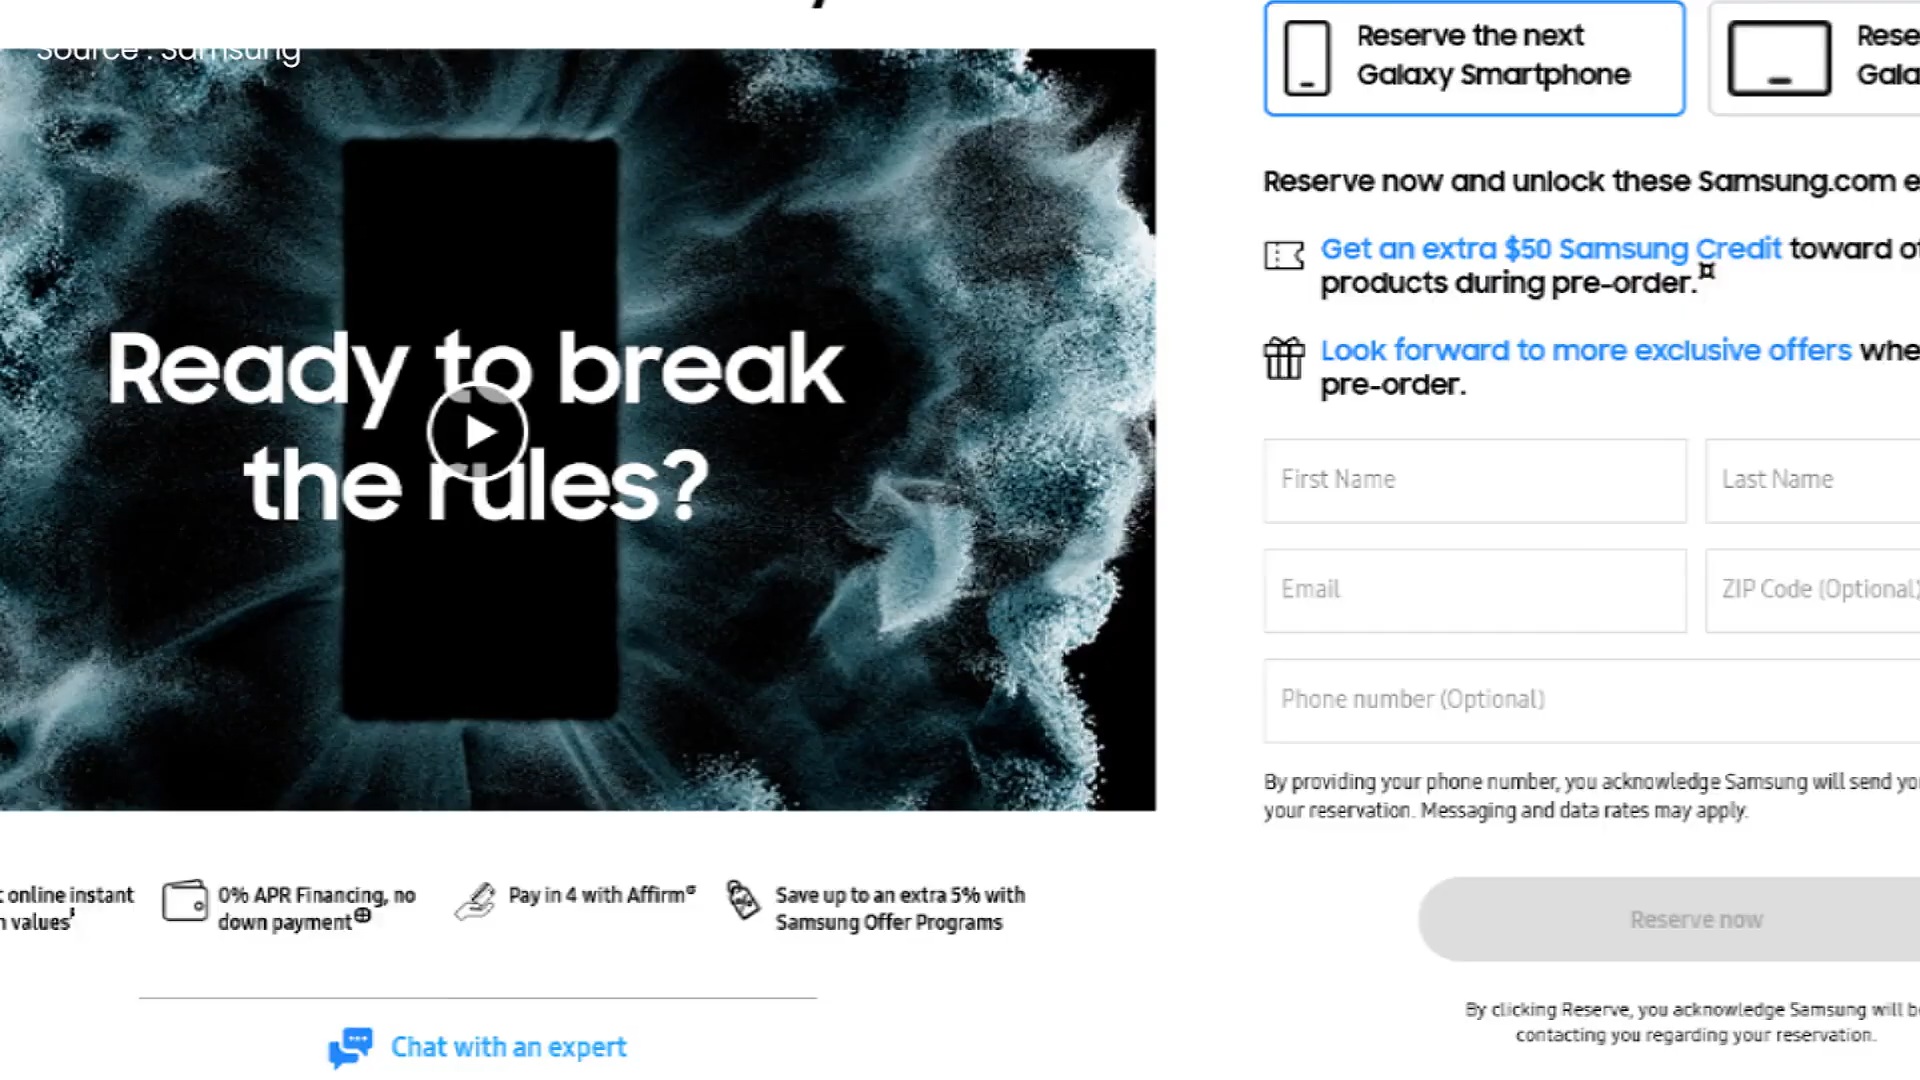 Source : Samsung
Ready to break
the rules?
online instant
values
0% APR Financing, no
down payment⊕
Pay in 4 with Affirm
Save up to an extra 5% with
Samsung Offer Programs
Chat with an expert
Reserve the next
Galaxy Smartphone
Reserve now and unlock these Samsung.com
Get an extra $50 Samsung Credit toward
products during pre-order.¤
Look forward to more exclusive offers
pre-order.
First Name
Last Name
Email
ZIP Code (Optional)
Phone number (Optional)
By providing your phone number, you acknowledge Samsung will send
your reservation. Messaging and data rates may apply.
Reserve now
By clicking Reserve, you acknowledge Samsung will
contacting you regarding your reservation.